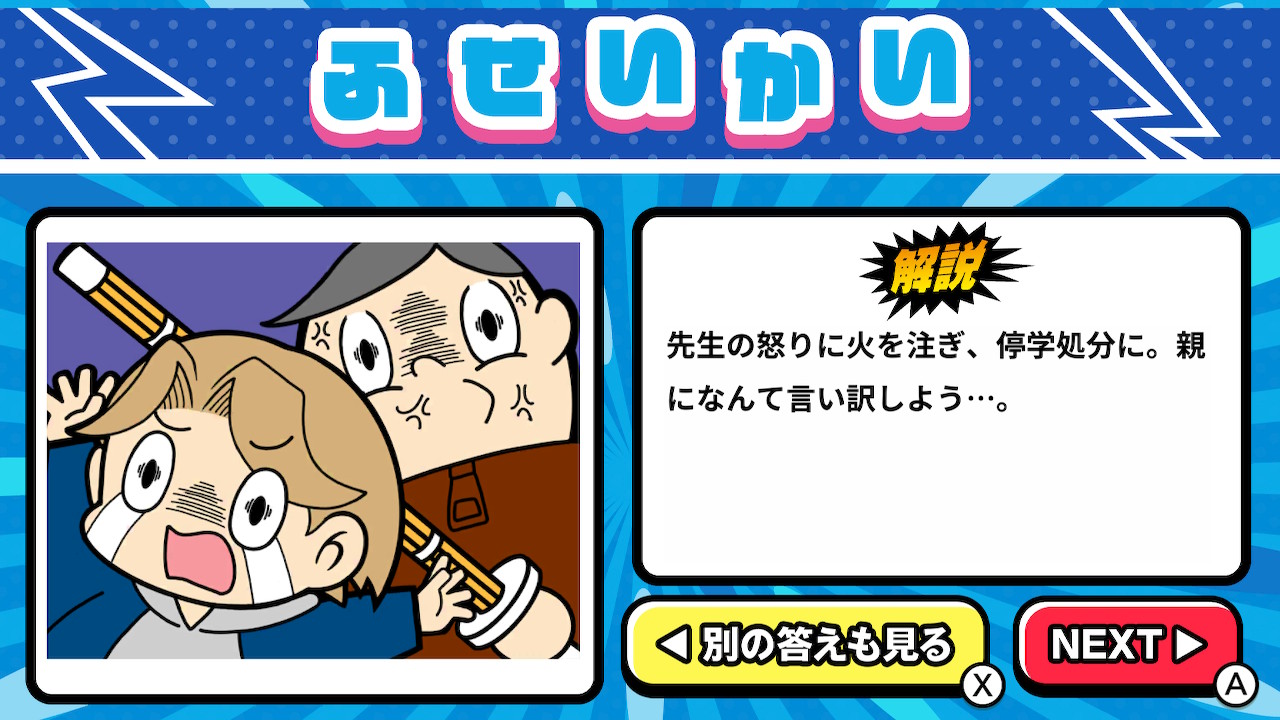 ふせいかい
解説
先生の怒りに火を注ぎ、停学処分に。親
になんて言い訳しよう…。
◀ 別の答えも見る
X
NEXT ▶
A